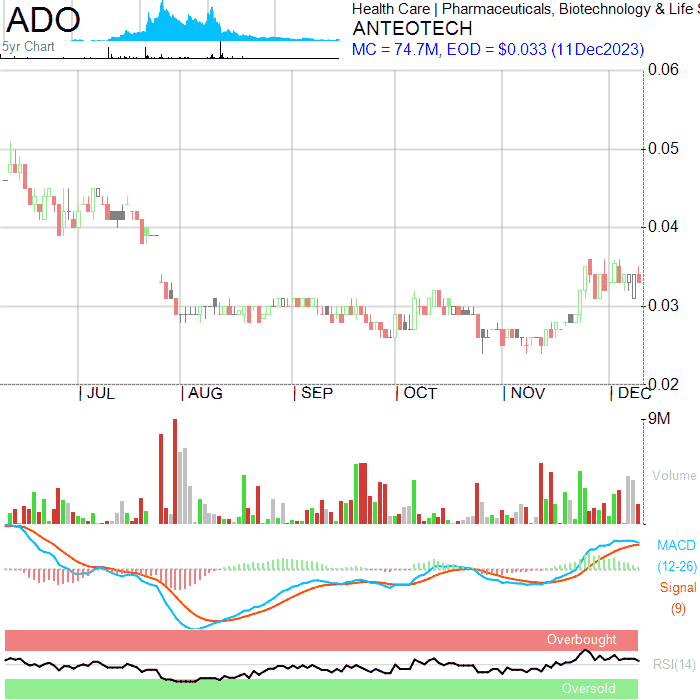 ADO
5yr Chart
Health Care | Pharmaceuticals, Biotechnology & Life S
ANTEOTECH
MC = 74.7M, EOD = $0.033 (11Dec2023)
0.06
0.05
0.04
0.03
0.02
JUL AUG SEP OCT NOV DEC
9M
Volume
MACD
(12-26)
Signal
(9)
Overbought
RSI(14)
Oversold